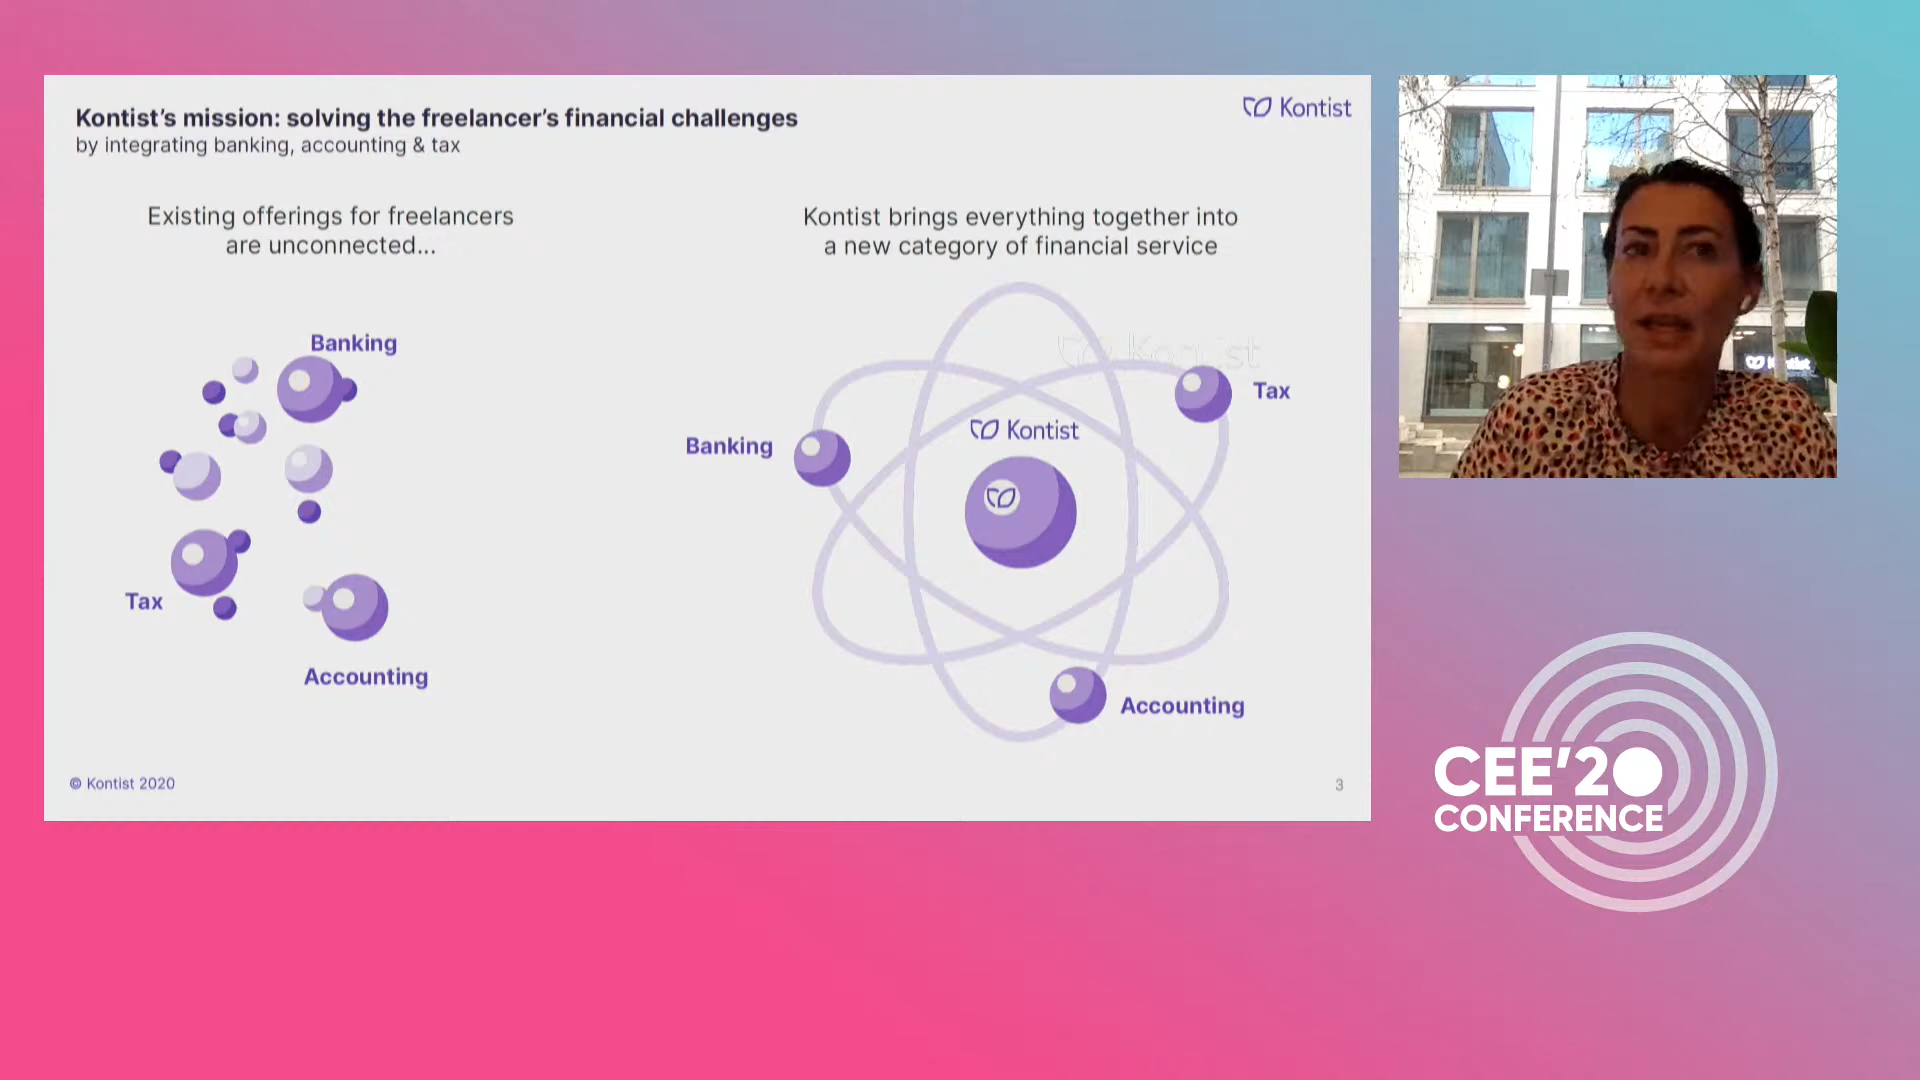 Kontist's mission: solving the freelancer's financial challenges
by integrating banking, accounting & tax
Kontist
Existing offerings for freelancers
are unconnected...
Banking
Tax
Accounting
Kontist brings everything together into
a new category of financial service
Kontist
Tax
Banking
Kontist
Accounting
© Kontist 2020
3
Kontist
CEE'20
CONFERENCE